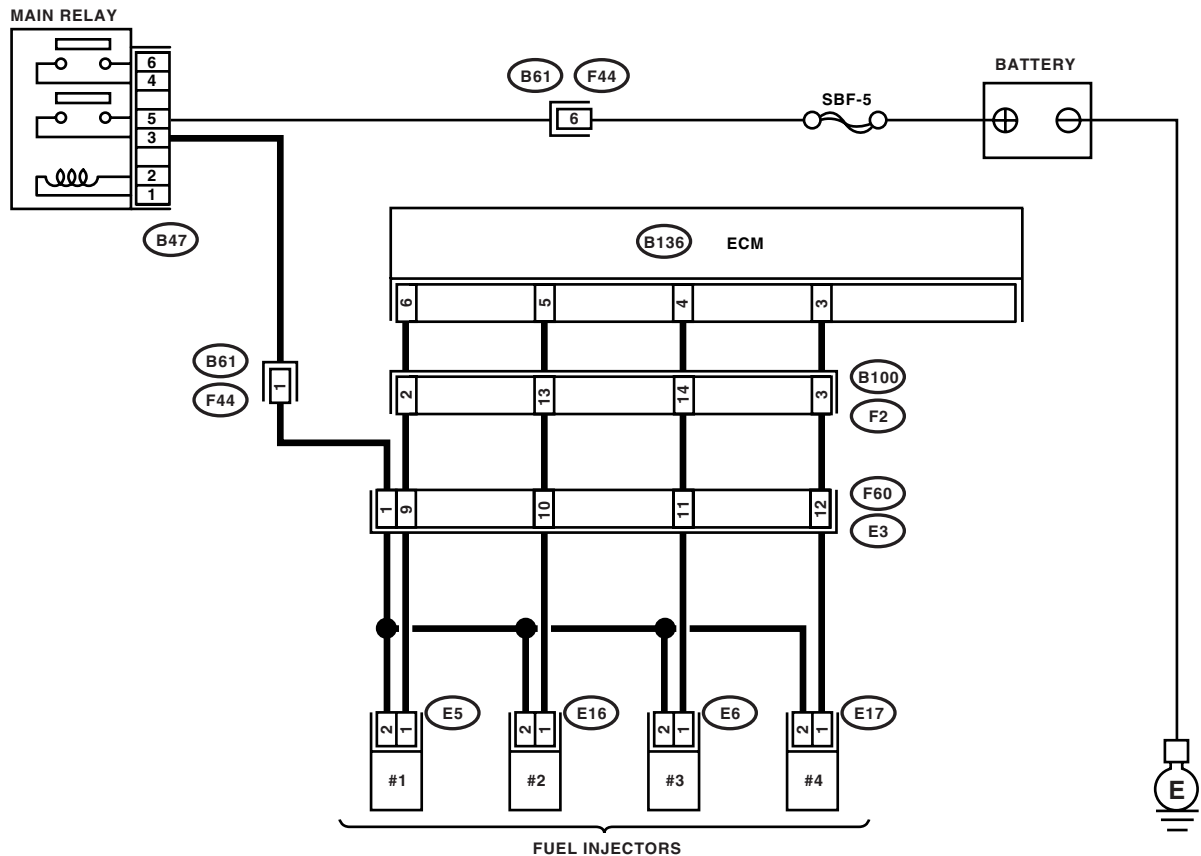 MAIN RELAY
6
4
5
3
2
1
B47
B61 F44
6
SBF-5
BATTERY
B136 ECM
6 5 4 3
B61
F44
1
2 13 14 3
B100
F2
1 9 10 11 12
F60
E3
2 1 E5
2 1 E16
2 1 E6
2 1 E17
#1 #2 #3 #4
E
FUEL INJECTORS